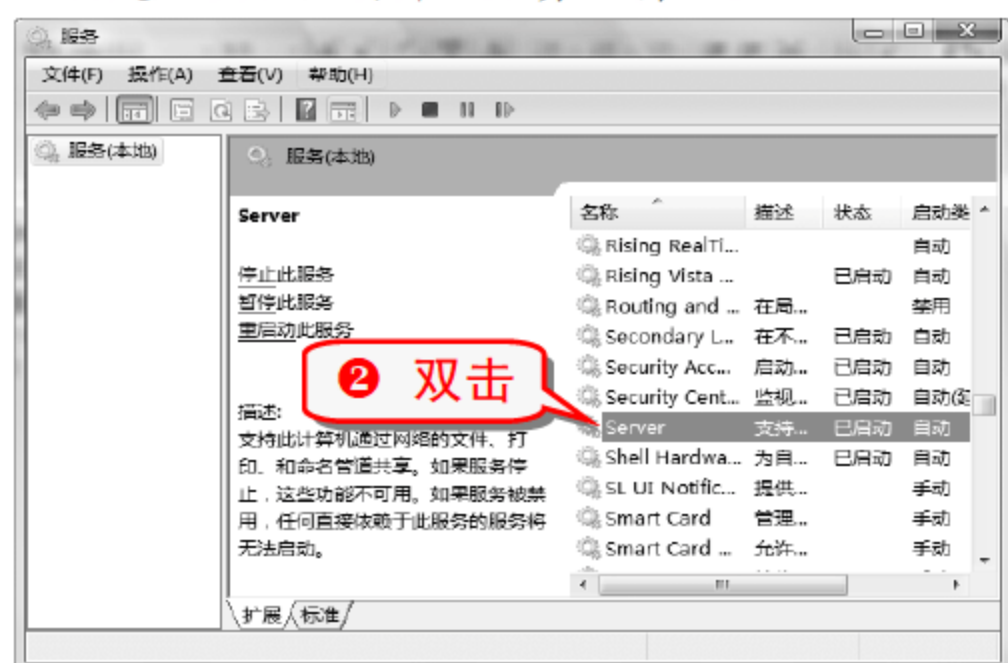 服务
文件(F) 操作(A) 查看(V) 帮助(H)
服务(本地)
服务(本地)
Server
停止此服务
暂停此服务
重启动此服务
描述:
支持此计算机通过网络的文件、打
印、和命名管道共享。如果服务停
止,这些功能不可用。如果服务被禁
用,任何直接依赖于此服务的服务将
无法启动。
❷ 双击
名称 描述 状态 启动类
Rising RealTi... 自动
Rising Vista ... 已启动 自动
Routing and ... 在局... 禁用
Secondary L... 在不... 已启动 自动
Security Acc... 启动... 已启动 自动
Security Cent... 监视... 已启动 自动(延
Server 支持... 已启动 自动
Shell Hardwa... 为自... 已启动 自动
SL UI Notific... 提供... 手动
Smart Card 管理... 手动
Smart Card ... 允许... 手动
扩展 标准